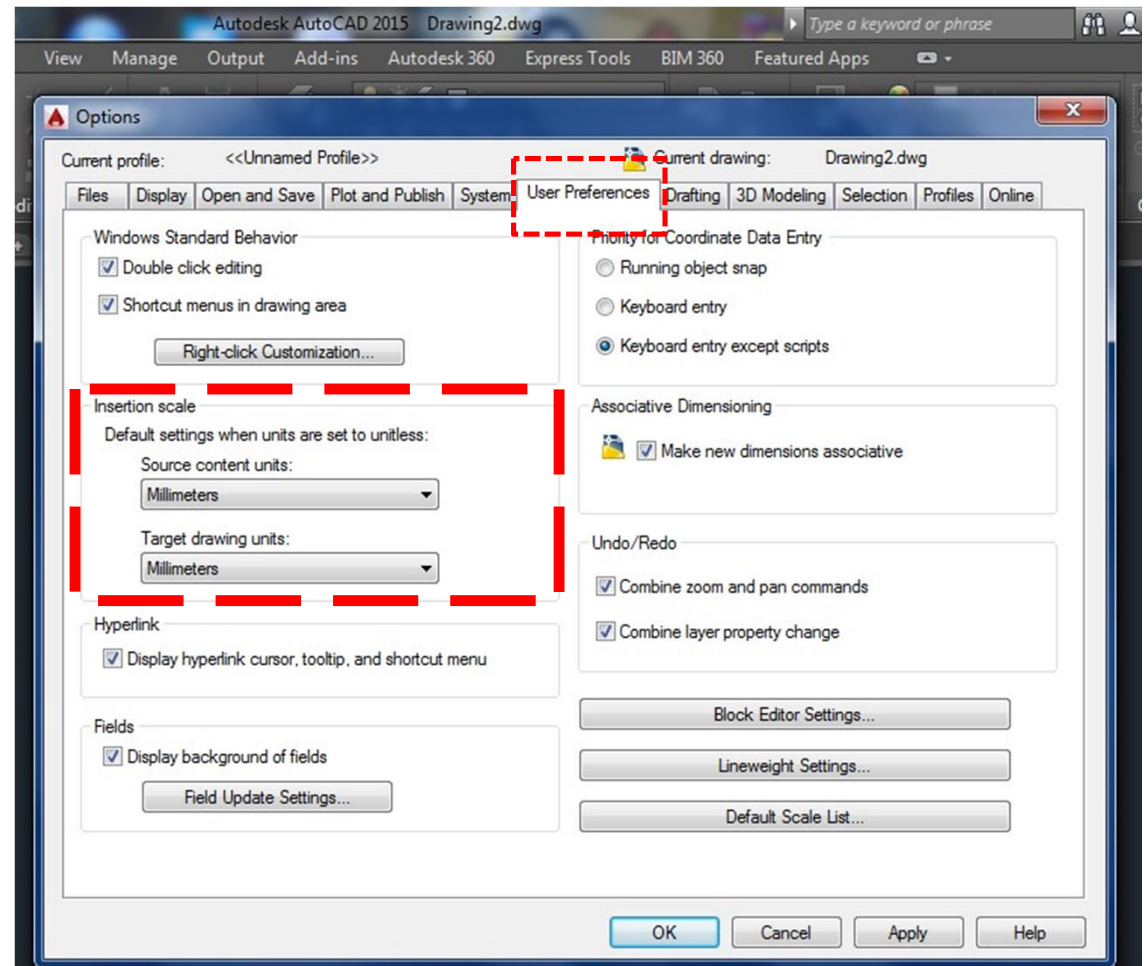 Autodesk AutoCAD 2015 Drawing2.dwg
Type a keyword or phrase
View Manage Output Add-ins Autodesk 360 Express Tools BIM 360 Featured Apps
Options
Current profile: <<Unnamed Profile>> Current drawing: Drawing2.dwg
Files Display Open and Save Plot and Publish System User Preferences Drafting 3D Modeling Selection Profiles Online
Windows Standard Behavior
Double click editing
Shortcut menus in drawing area
Right-click Customization...
Insertion scale
Default settings when units are set to unitless:
Source content units:
Millimeters
Target drawing units:
Millimeters
Hyperlink
Display hyperlink cursor, tooltip, and shortcut menu
Fields
Display background of fields
Field Update Settings...
Priority for Coordinate Data Entry
Running object snap
Keyboard entry
Keyboard entry except scripts
Associative Dimensioning
Make new dimensions associative
Undo/Redo
Combine zoom and pan commands
Combine layer property change
Block Editor Settings...
Lineweight Settings...
Default Scale List...
OK Cancel Apply Help